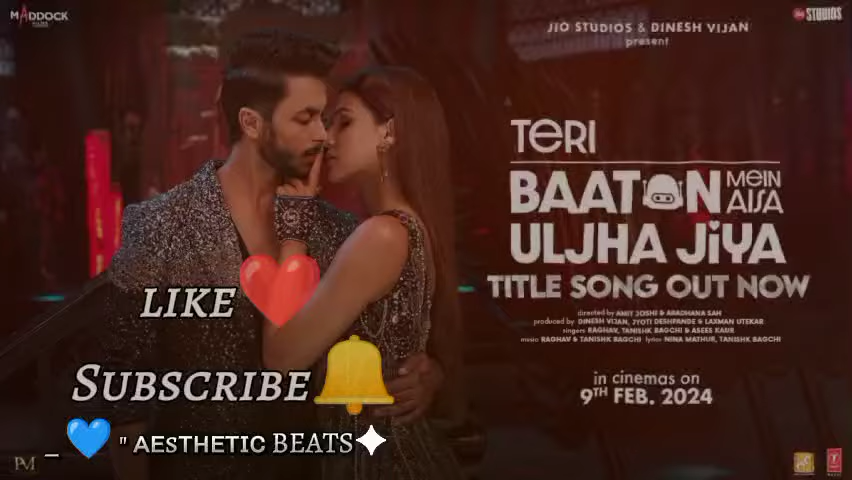 MADDOCK
FILMS
JIO STUDIOS & DINESH VIJAN
present
Jio STUDIOS
TERI
BAATON MEIN AISA
ULJHA JiYA
TITLE SONG OUT NOW
directed by AMIT JOSHI & ARADHANA SAH
produced by DINESH VIJAN, JYOTI DESHPANDE & LAXMAN UTEKAR
singers RAGHAV, TANISHK BAGCHI & ASEES KAUR
music RAGHAV & TANISHK BAGCHI lyrics NINA MATHUR, TANISHK BAGCHI
in cinemas on
9TH FEB. 2024
LIKE❤️
SUBSCRIBE🔔
_ 💙 " AESTHETIC BEATS✦
PM
T